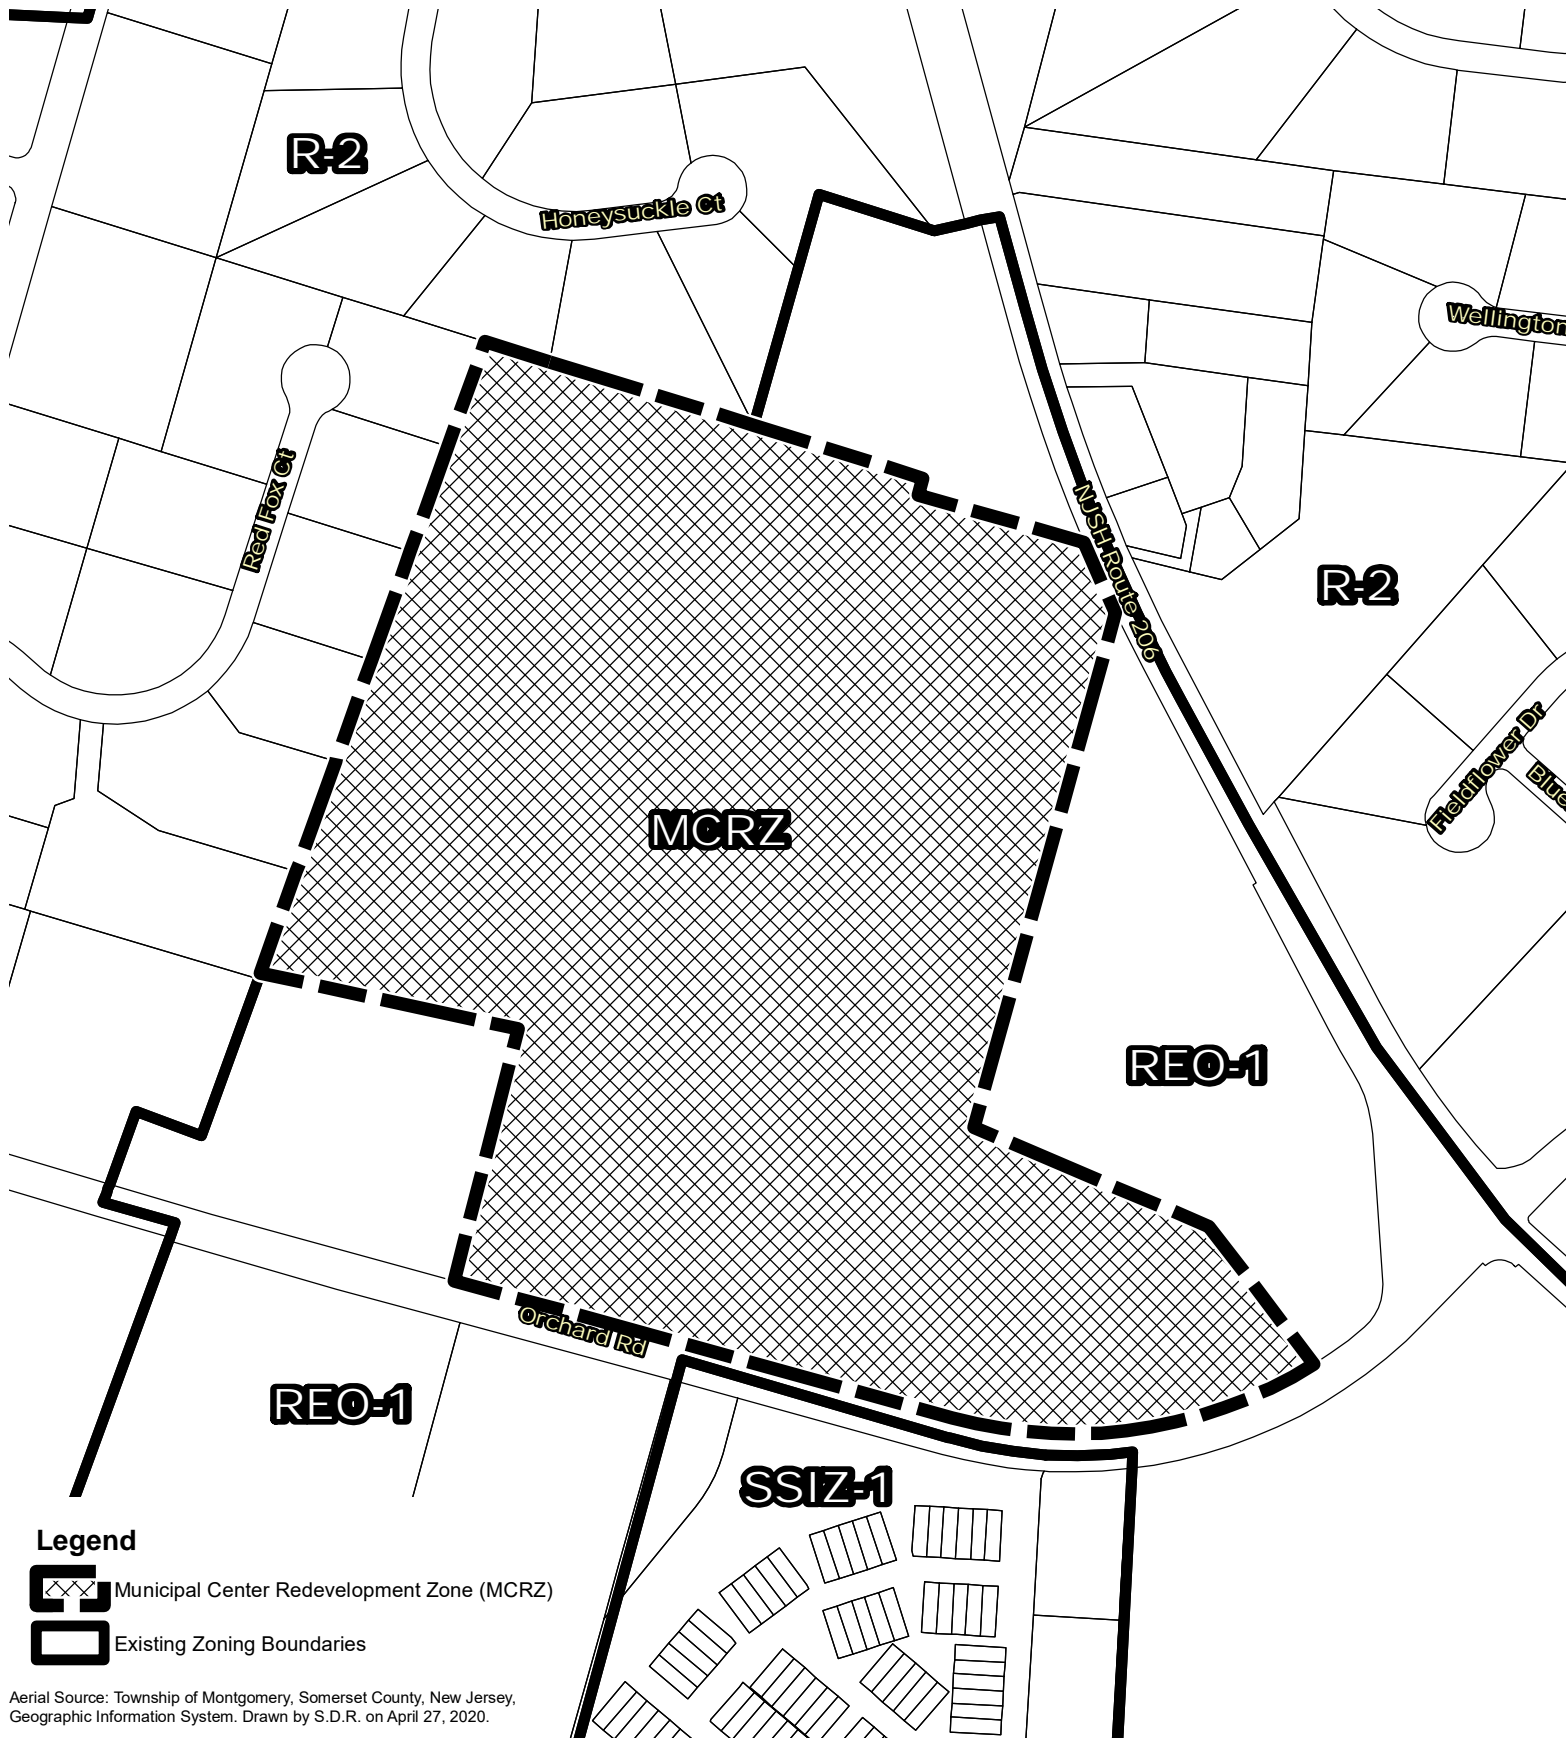 R-2
Honeysuckle Ct
Wellington
Red Fox Ct
NJSH Route 206
R-2
Fieldflower Dr
Blue
MCRZ
REO-1
Orchard Rd
REO-1
SSIZ-1
Legend
Municipal Center Redevelopment Zone (MCRZ)
Existing Zoning Boundaries
Aerial Source: Township of Montgomery, Somerset County, New Jersey,
Geographic Information System. Drawn by S.D.R. on April 27, 2020.